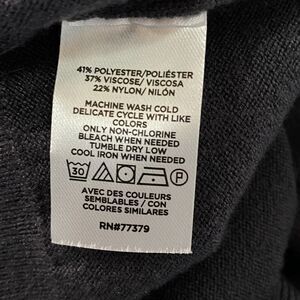 41% POLYESTER/POLIÉSTER
37% VISCOSE/ VISCOSA
22% NYLON/ NILÓN
MACHINE WASH COLD
DELICATE CYCLE WITH LIKE
COLORS
ONLY NON-CHLORINE
BLEACH WHEN NEEDED
TUMBLE DRY LOW
COOL IRON WHEN NEEDED
30 P
AVEC DES COULEURS
SEMBLABLES / CON
COLORES SIMILARES
RN#77379